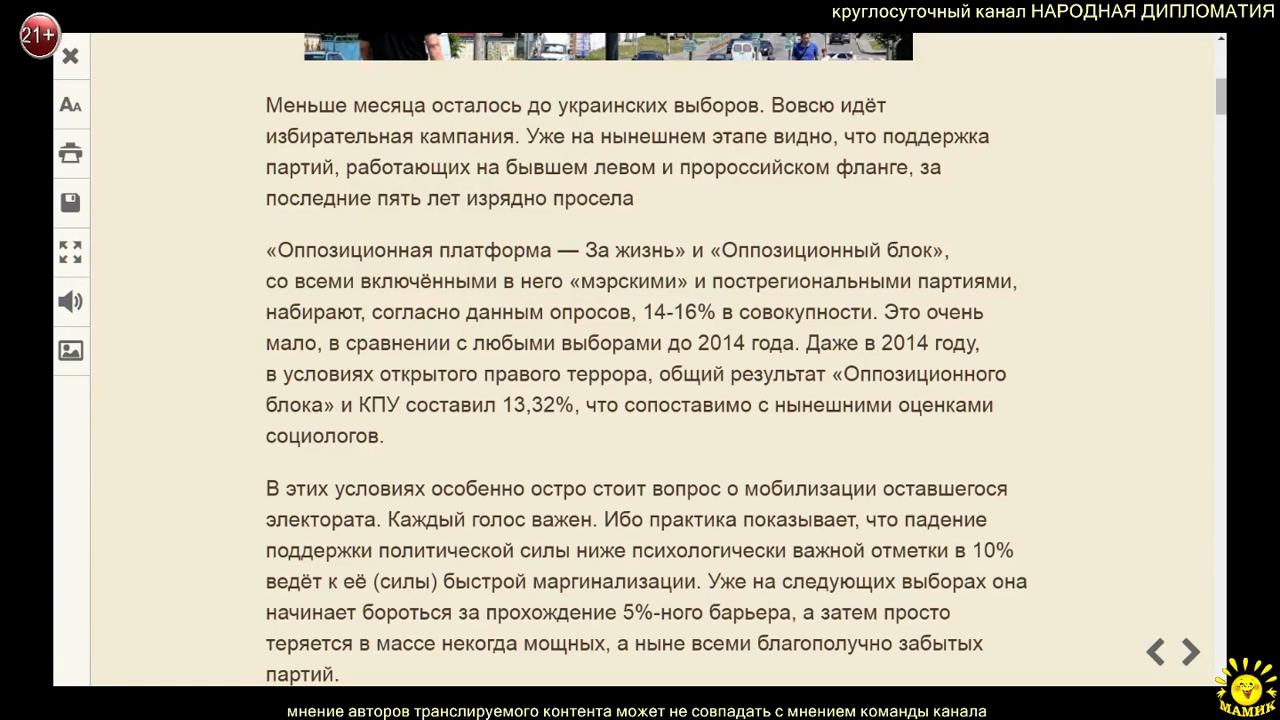 круглосуточный канал НАРОДНАЯ ДИПЛОМАТИЯ
21+
Меньше месяца осталось до украинских выборов. Вовсю идёт
избирательная кампания. Уже на нынешнем этапе видно, что поддержка
партий, работающих на бывшем левом и пророссийском фланге, за
последние пять лет изрядно просела
«Оппозиционная платформа — За жизнь» и «Оппозиционный блок»,
со всеми включёнными в него «мэрскими» и пострегиональными партиями,
набирают, согласно данным опросов, 14-16% в совокупности. Это очень
мало, в сравнении с любыми выборами до 2014 года. Даже в 2014 году,
в условиях открытого правого террора, общий результат «Оппозиционного
блока» и КПУ составил 13,32%, что сопоставимо с нынешними оценками
социологов.
В этих условиях особенно остро стоит вопрос о мобилизации оставшегося
электората. Каждый голос важен. Ибо практика показывает, что падение
поддержки политической силы ниже психологически важной отметки в 10%
ведёт к её (силы) быстрой маргинализации. Уже на следующих выборах она
начинает бороться за прохождение 5%-ного барьера, а затем просто
теряется в массе некогда мощных, а ныне всеми благополучно забытых
партий.
МАМИК
мнение авторов транслируемого контента может не совпадать с мнением команды канала